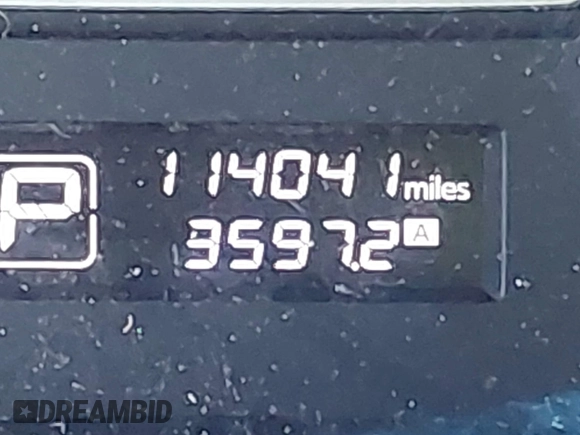 114041 miles
P
3597.2 A
DREAMBID